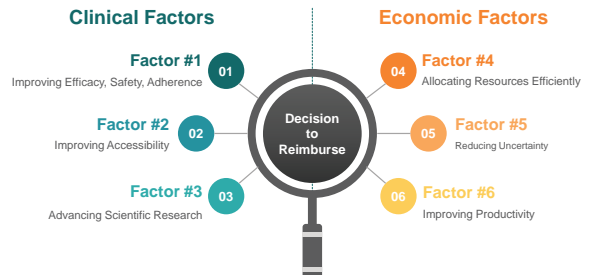 Clinical Factors
Factor #1
01
Improving Efficacy, Safety, Adherence
Factor #2
02
Improving Accessibility
Factor #3
03
Advancing Scientific Research
Decision
to
Reimburse
Economic Factors
04
Factor #4
Allocating Resources Efficiently
05
Factor #5
Reducing Uncertainty
06
Factor #6
Improving Productivity